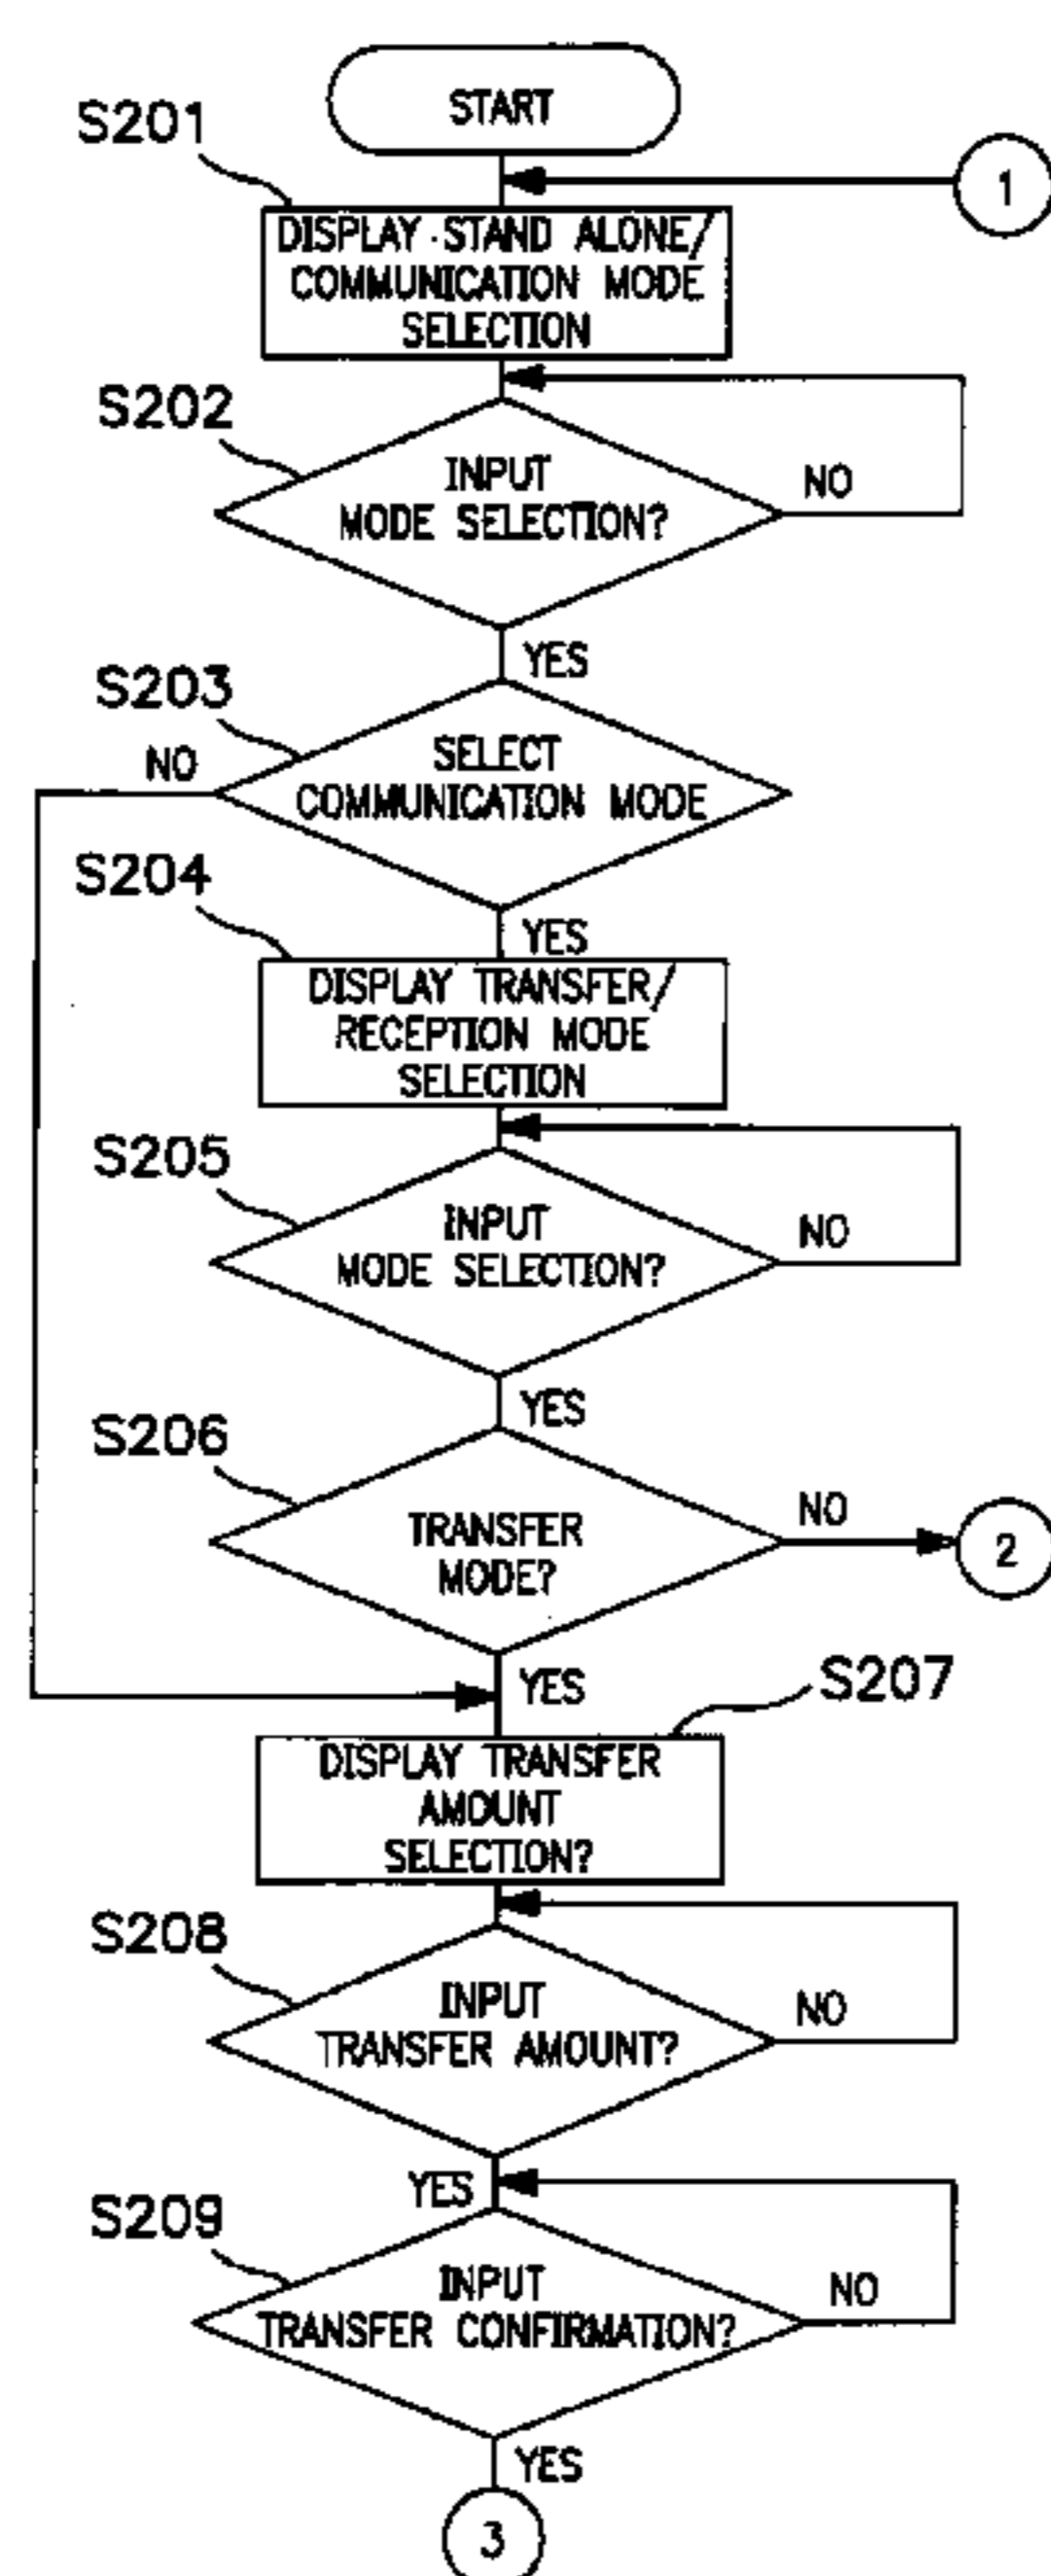 START
S201
1
DISPLAY STAND ALONE/
COMMUNICATION MODE
SELECTION
S202
INPUT
MODE SELECTION?
NO
YES
S203
NO
SELECT
COMMUNICATION MODE
S204
YES
DISPLAY TRANSFER/
RECEPTION MODE
SELECTION
S205
INPUT
MODE SELECTION?
NO
YES
S206
TRANSFER
MODE?
NO
2
YES
S207
DISPLAY TRANSFER
AMOUNT
SELECTION?
S208
INPUT
TRANSFER AMOUNT?
NO
YES
S209
INPUT
TRANSFER CONFIRMATION?
NO
YES
3